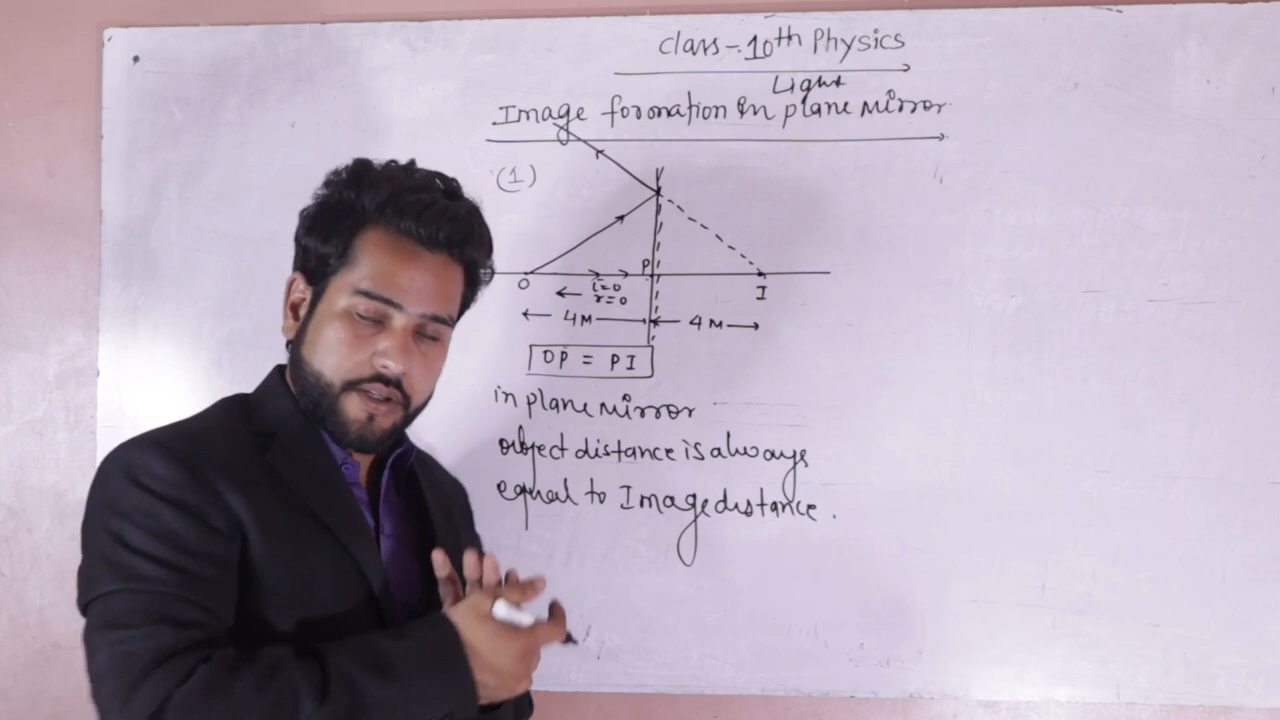 Class-10th Physics
Light
Image formation in plane mirror
(1)
P
O
i=0
r=0
I
4M
4M
OP = PI
in plane mirror
object distance is always
equal to Image distance.